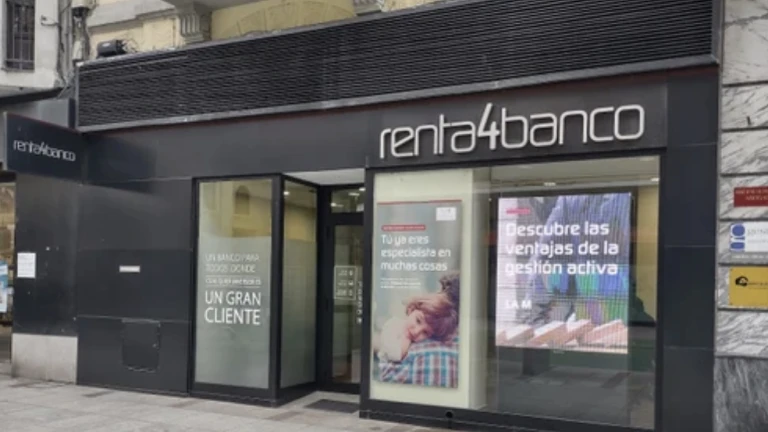 renta4banco
renta4banco
UN BANCO PARA
TODOS DONDE
UN GRAN
CLIENTE
Tú ya eres
especialista en
muchas cosas
Descubre las
ventajas de la
gestión activa
LA M